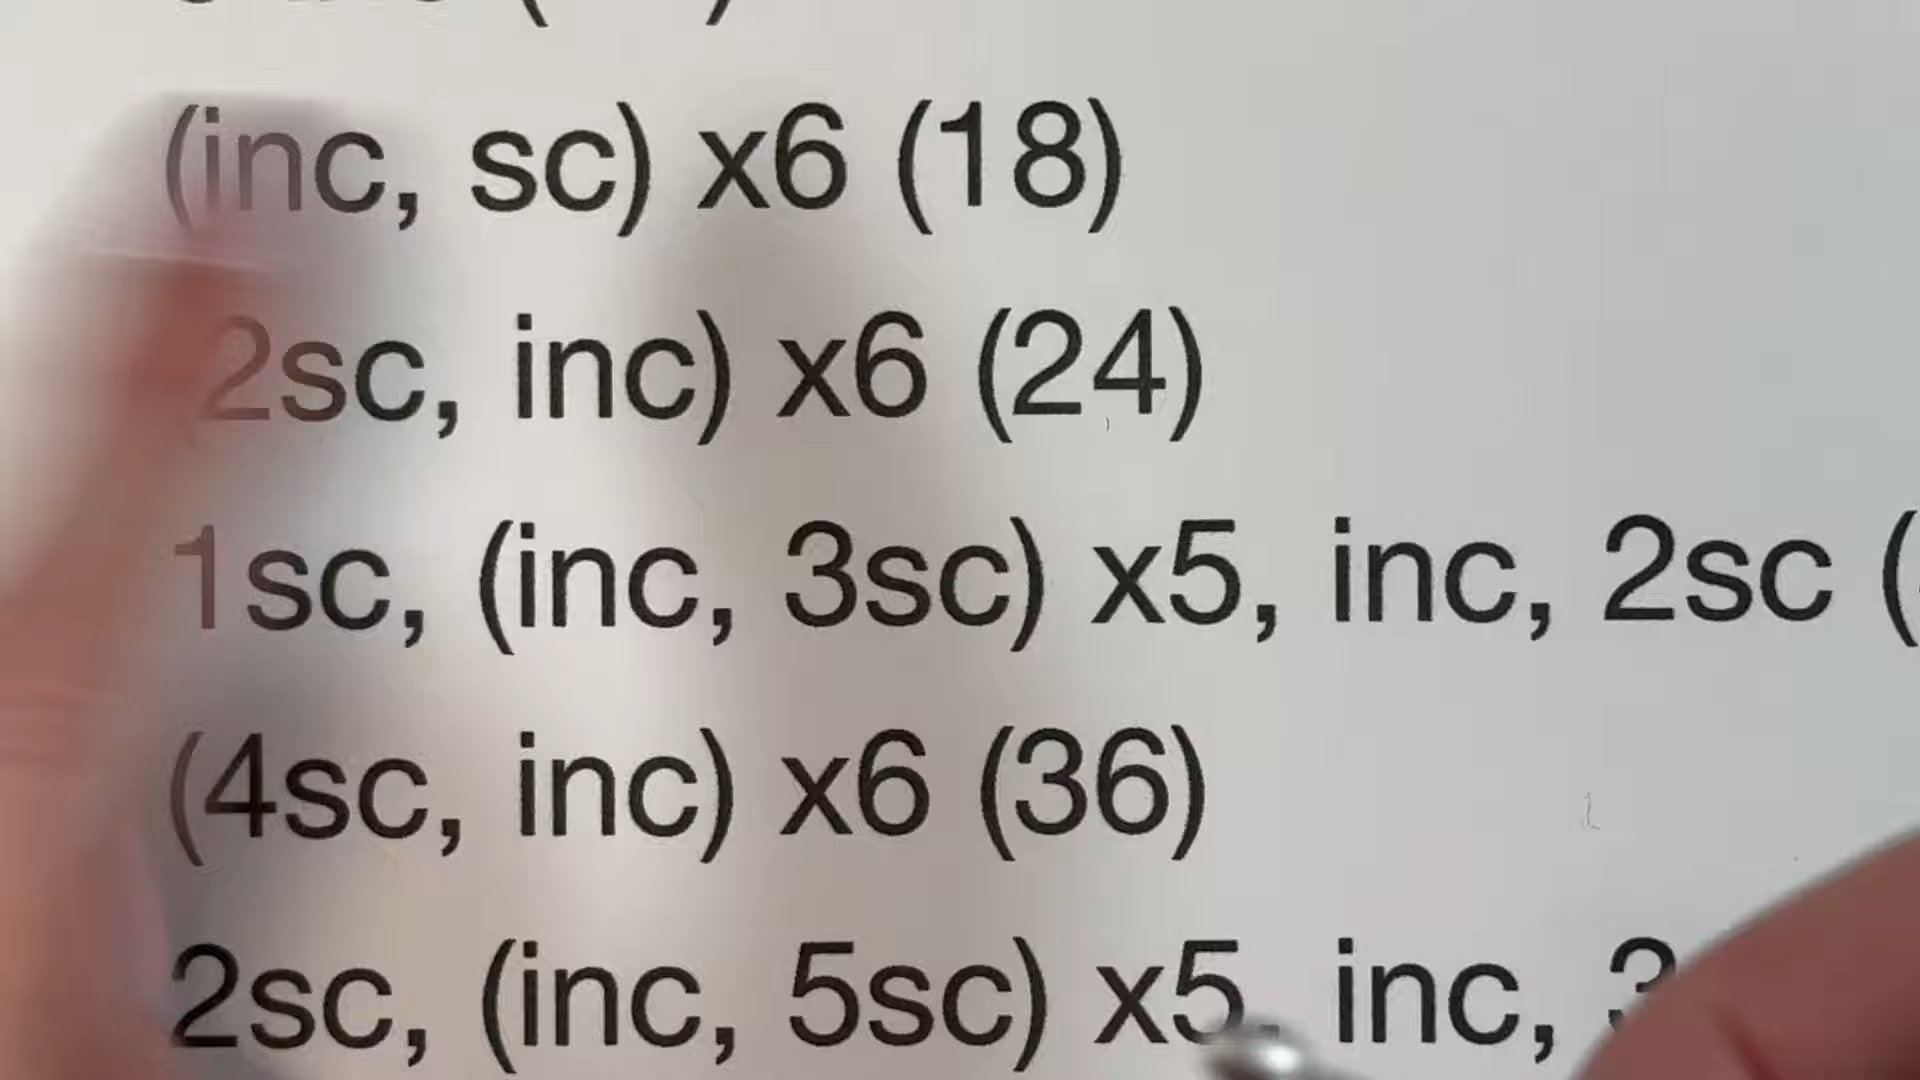 (inc, sc) x6 (18)
2sc, inc) x6 (24)
1sc, (inc, 3sc) x5, inc, 2sc (
(4sc, inc) x6 (36)
2sc, (inc, 5sc) x5, inc, 3